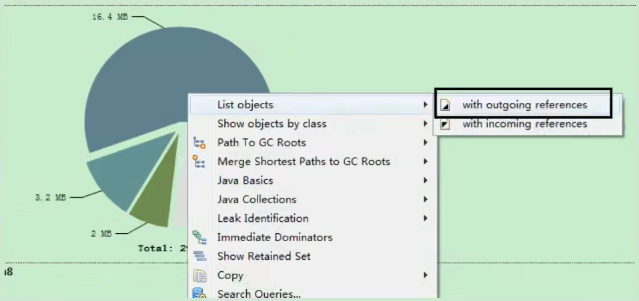 16.4 MB
List objects
with outgoing references
Show objects by class
with incoming references
Path To GC Roots
Merge Shortest Paths to GC Roots
Java Basics
3.2 MB
Java Collections
Leak Identification
2 MB
Immediate Dominators
Total: 2
Show Retained Set
Copy
Search Queries...